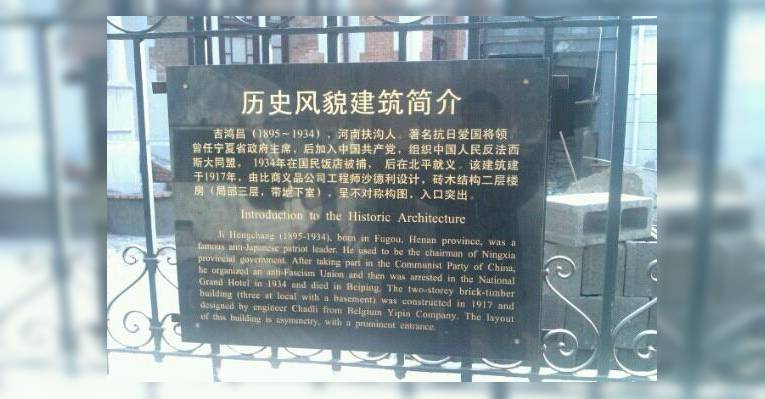 历史风貌建筑简介
吉鸿昌（1895～1934），河南扶沟人。著名抗日爱国将领，
曾任宁夏省政府主席，后加入中国共产党，组织中国人民反法西
斯大同盟，1934年在国民饭店被捕，后在北平就义。该建筑建
于1917年，由比商义品公司工程师沙德利设计，砖木结构二层楼
房（局部三层，带地下室），呈不对称构图，入口突出。
Introduction to the Historic Architecture
Ji Hongchang (1895-1934), born in Fugou, Henan province, was a
famous anti-Japanese patriot leader. He used to be the chairman of Ningxia
provincial government. After taking part in the Communist Party of China,
he organized an anti-Fascism Union and then was arrested in the National
Grand Hotel in 1934 and died in Beiping. The two-storey brick-timber
building (three at local with a basement) was constructed in 1917 and
designed by engineer Chadli from Belgium Yipin Company. The layout
of this building is asymmetry, with a prominent entrance.